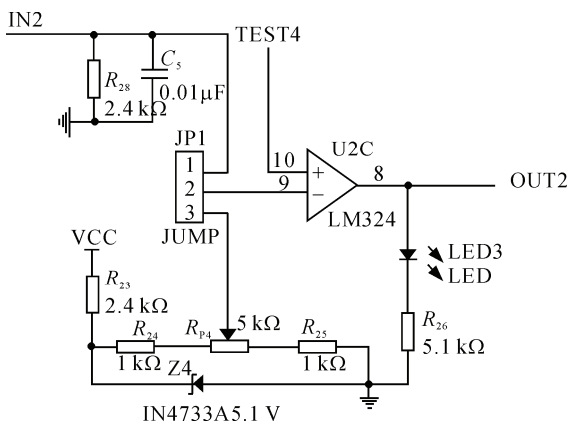 IN2
TEST4
C₅
R₂₈
0.01μF
2.4 kΩ
JP1
U2C
1
10
+
8
2
9
−
OUT2
3
LM324
JUMP
VCC
LED3
LED
R₂₃
2.4 kΩ
R₂₄
R_P4
5 kΩ
R₂₅
R₂₆
5.1 kΩ
1 kΩ
Z4
1 kΩ
IN4733A5.1 V